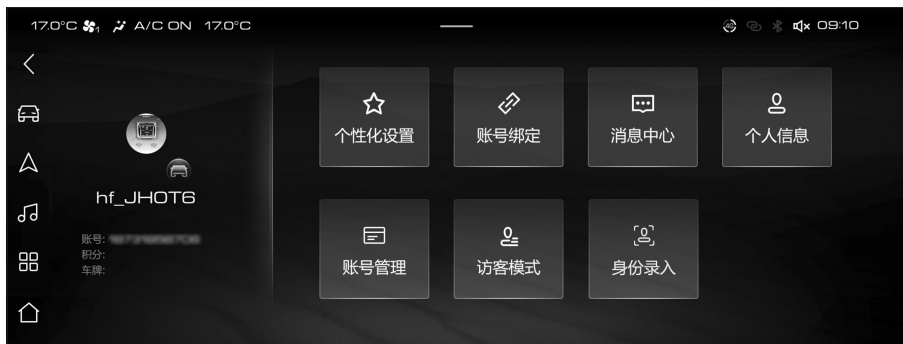 17.0°C 1 A/C ON 17.0°C
4G 09:10
个性化设置
账号绑定
消息中心
个人信息
hf_JHOT6
账号:
积分:
车牌:
账号管理
访客模式
身份录入